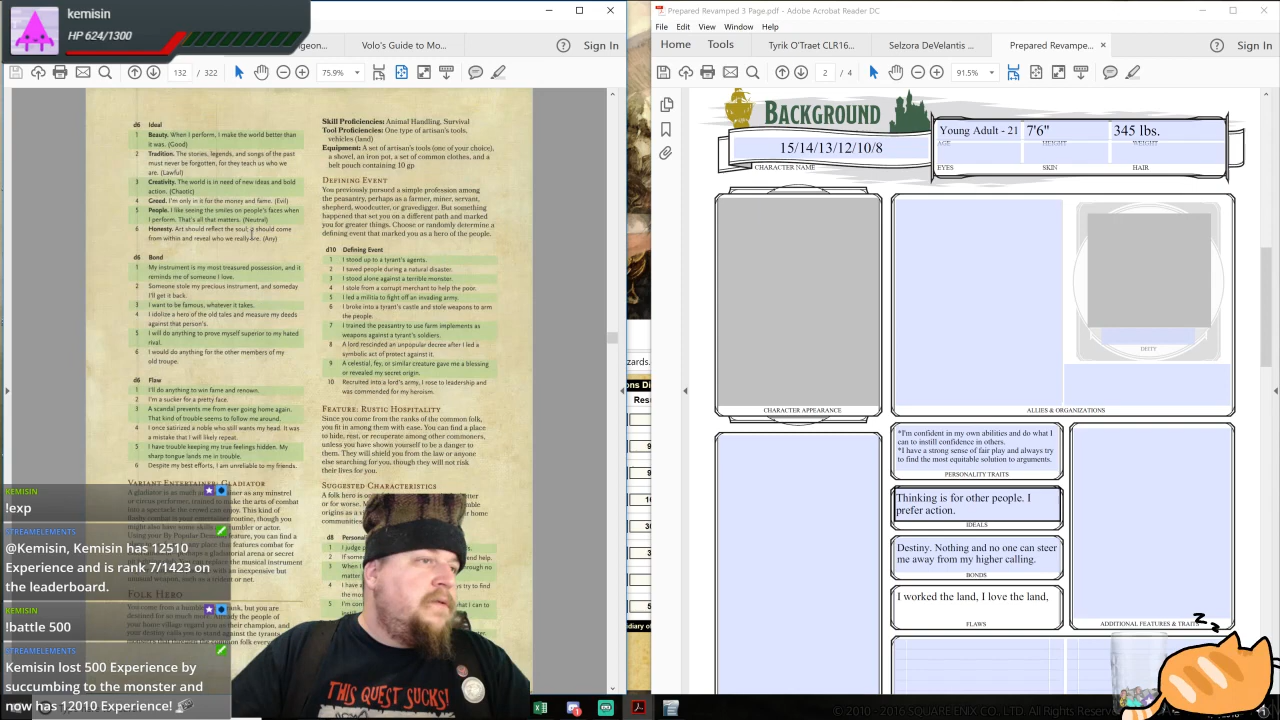 kemisin
HP 624/1300
Volo's Guide to Mo...
Sign In
132 / 322
75.9%
d6 Ideal
1 Beauty. When I perform, I make the world better than
it was. (Good)
2 Tradition. The stories, legends, and songs of the past
must never be forgotten, for they teach us who we
are. (Lawful)
3 Creativity. The world is in need of new ideas and bold
action. (Chaotic)
4 Greed. I'm only in it for the money and fame. (Evil)
5 People. I like seeing the smiles on people's faces when
I perform. That's all that matters. (Neutral)
6 Honesty. Art should reflect the soul; it should come
from within and reveal who we really are. (Any)
d6 Bond
1 My instrument is my most treasured possession, and it
reminds me of someone I love.
2 Someone stole my precious instrument, and someday
I'll get it back.
3 I want to be famous, whatever it takes.
4 I idolize a hero of the old tales and measure my deeds
against that person's.
5 I will do anything to prove myself superior to my hated
rival.
6 I would do anything for the other members of my
old troupe.
d6 Flaw
1 I'll do anything to win fame and renown.
2 I'm a sucker for a pretty face.
3 A scandal prevents me from ever going home again.
That kind of trouble seems to follow me around.
4 I once satirized a noble who still wants my head. It was
a mistake that I will likely repeat.
5 I have trouble keeping my true feelings hidden. My
sharp tongue lands me in trouble.
6 Despite my best efforts, I am unreliable to my friends.
VARIANT ENTERTAINER: GLADIATOR
FOLK HERO
Skill Proficiencies: Animal Handling, Survival
Tool Proficiencies: One type of artisan's tools,
vehicles (land)
Equipment: A set of artisan's tools (one of your choice),
a shovel, an iron pot, a set of common clothes, and a
belt pouch containing 10 gp
DEFINING EVENT
You previously pursued a simple profession among
the peasantry, perhaps as a farmer, miner, servant,
shepherd, woodcutter, or gravedigger. But something
happened that set you on a different path and marked
you for greater things. Choose or randomly determine a
defining event that marked you as a hero of the people.
d10 Defining Event
1 I stood up to a tyrant's agents.
2 I saved people during a natural disaster.
3 I stood alone against a terrible monster.
4 I stole from a corrupt merchant to help the poor.
5 I led a militia to fight off an invading army.
6 I broke into a tyrant's castle and stole weapons to arm
the people.
7 I trained the peasantry to use farm implements as
weapons against a tyrant's soldiers.
8 A lord rescinded an unpopular decree after I led a
symbolic act of protect against it.
9 A celestial, fey, or similar creature gave me a blessing
or revealed my secret origin.
10 Recruited into a lord's army, I rose to leadership and
was commended for my heroism.
FEATURE: RUSTIC HOSPITALITY
Since you come from the ranks of the common folk,
you fit in among them with ease. You can find a place
to hide, rest, or recuperate among other commoners,
unless you have shown yourself to be a danger to
them. They will shield you from the law or anyone
else searching for you, though they will not risk
their lives for you.
SUGGESTED CHARACTERISTICS
KEMISIN
!exp
STREAMELEMENTS
@Kemisin, Kemisin has 12510
Experience and is rank 7/1423 on
the leaderboard.
KEMISIN
!battle 500
STREAMELEMENTS
Kemisin lost 500 Experience by
succumbing to the monster and
now has 12010 Experience!
THIS QUEST SUCKS!
Prepared Revamped 3 Page.pdf - Adobe Acrobat Reader DC
File Edit View Window Help
Home Tools Tyrik O'Traet CLR16... Selzora DeVelantis ... Prepared Revampe... Sign In
2 / 4
91.5%
BACKGROUND
15/14/13/12/10/8
CHARACTER NAME
Young Adult - 21 7'6" 345 lbs.
AGE HEIGHT WEIGHT
EYES SKIN HAIR
DEITY
CHARACTER APPEARANCE
ALLIES & ORGANIZATIONS
*I'm confident in my own abilities and do what I
can to instill confidence in others.
*I have a strong sense of fair play and always try
to find the most equitable solution to arguments.
PERSONALITY TRAITS
Thinking is for other people. I
prefer action.
IDEALS
Destiny. Nothing and no one can steer
me away from my higher calling.
BONDS
I worked the land, I love the land,
FLAWS
ADDITIONAL FEATURES & TRAITS
© 2010 - 2016 SQUARE ENIX CO., LTD. All Rights Reserved.